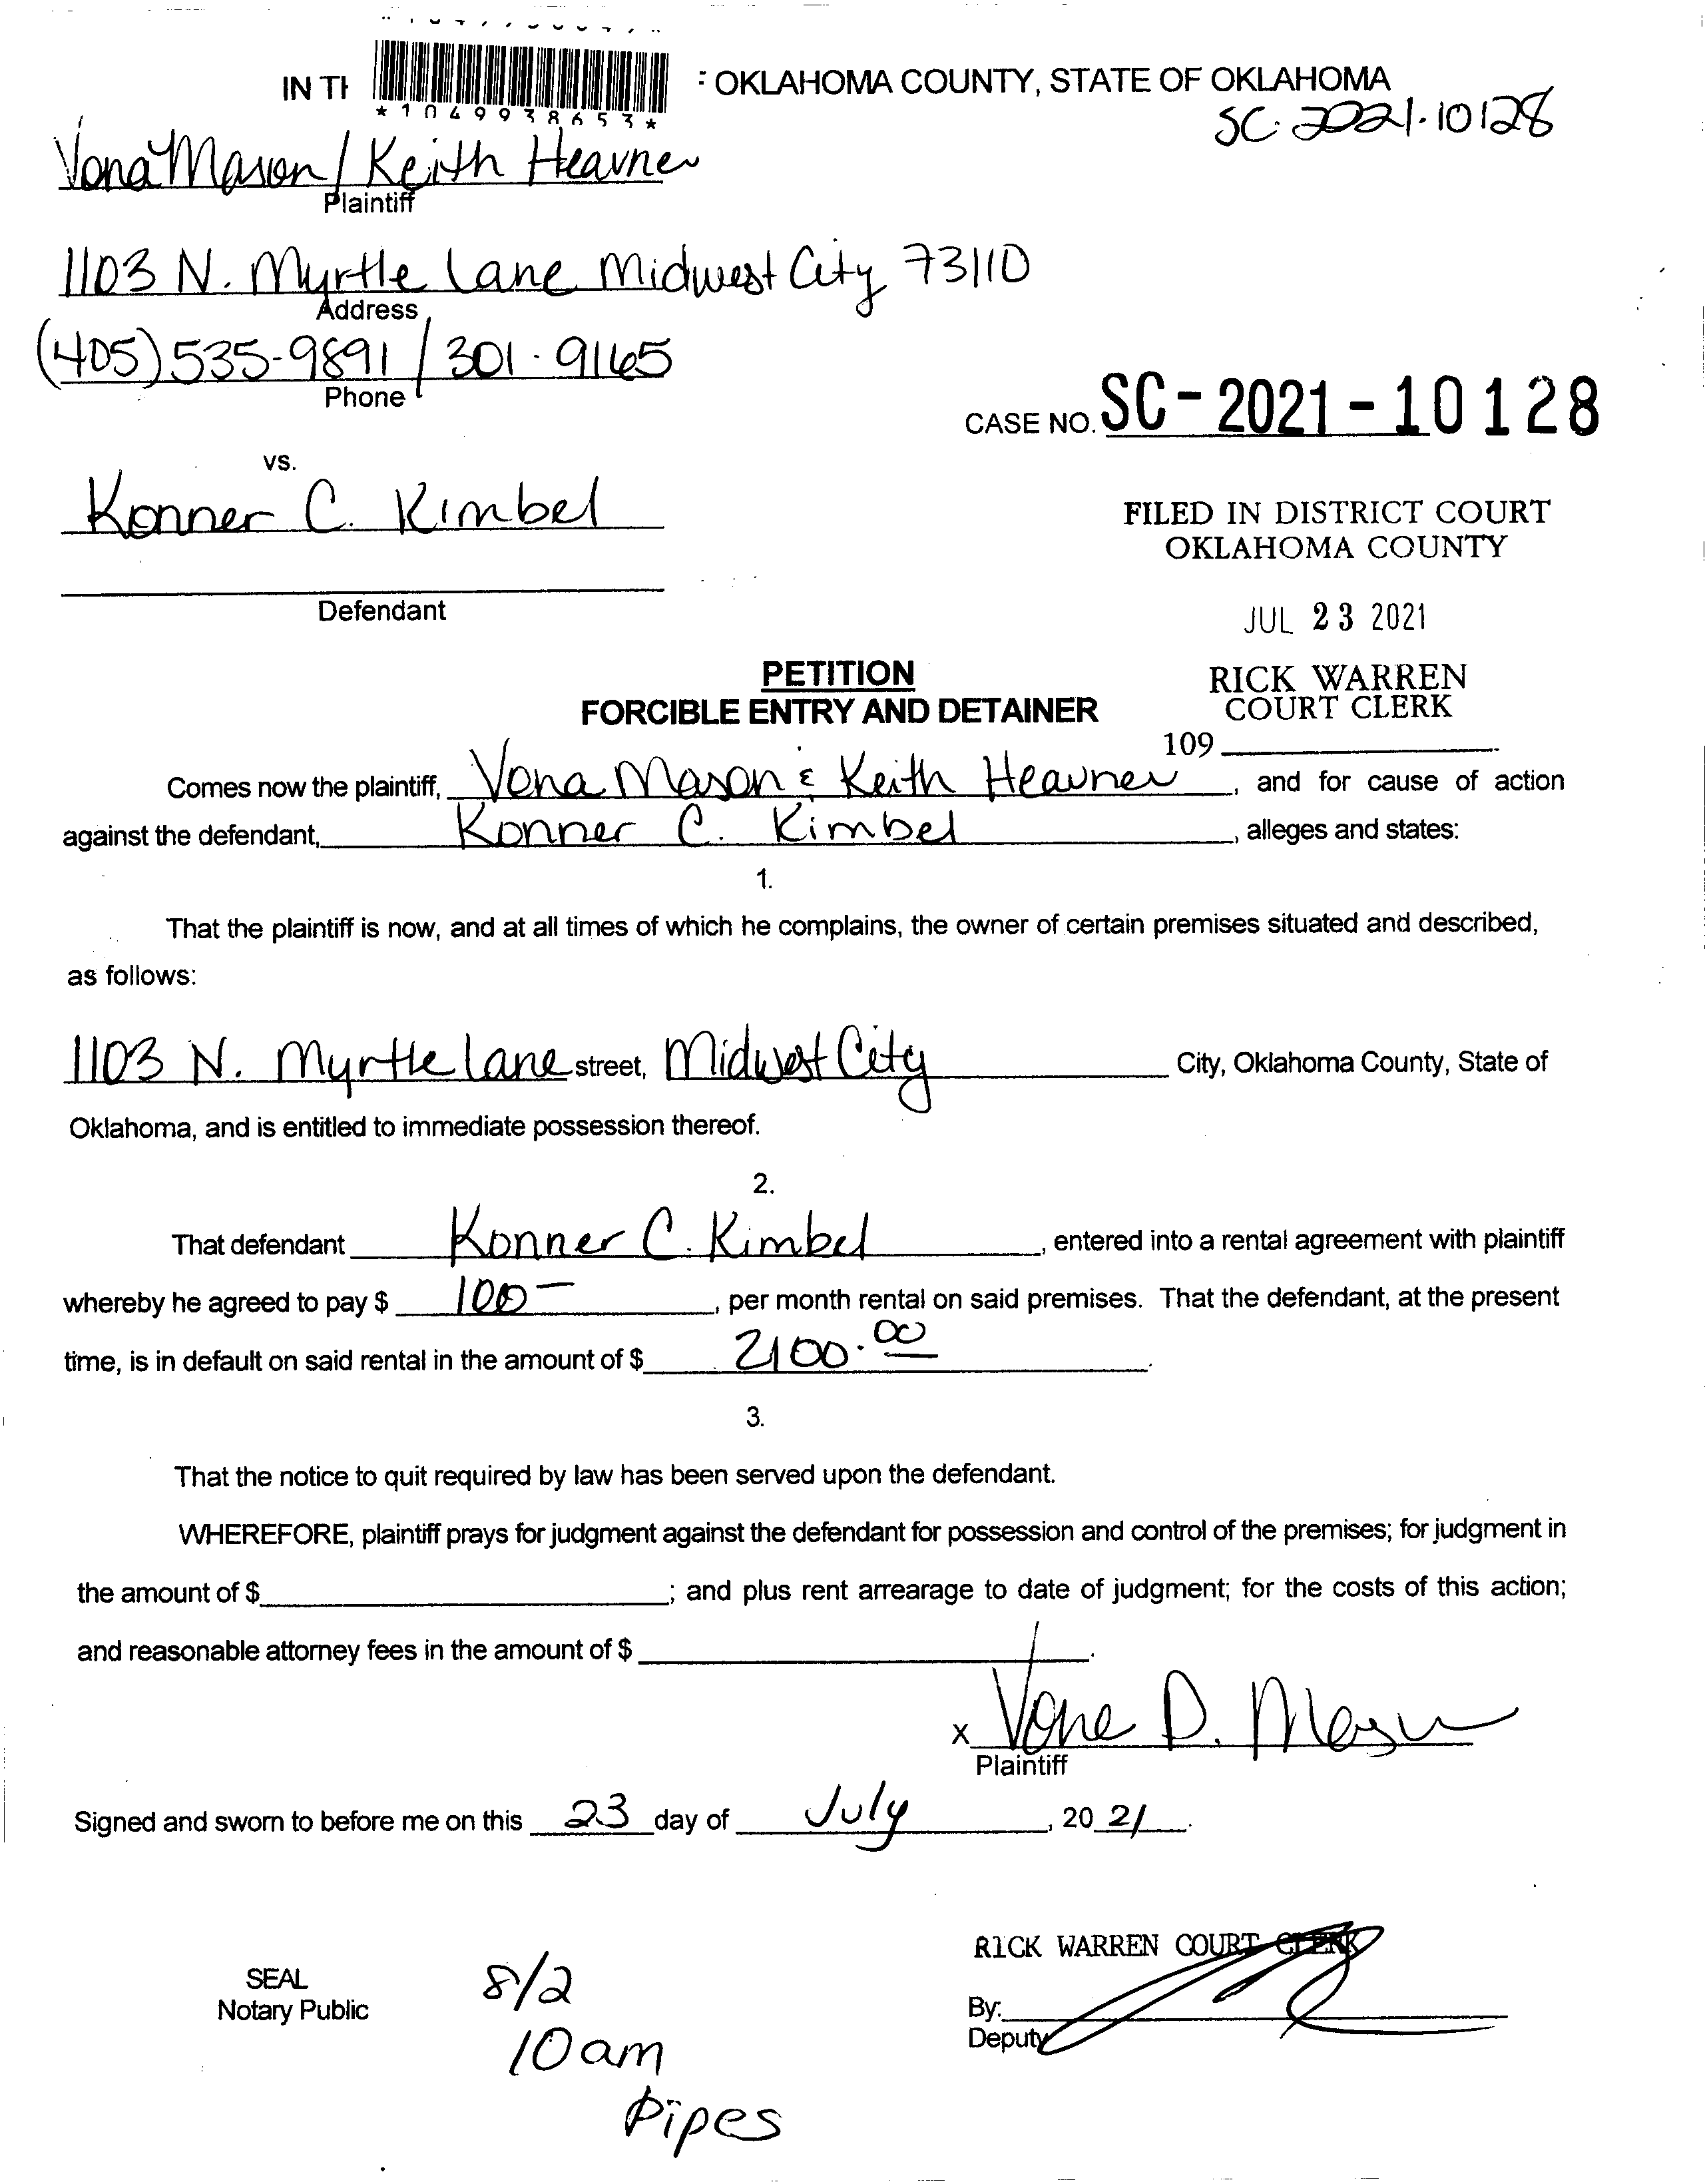 IN TH
: OKLAHOMA COUNTY, STATE OF OKLAHOMA
*1049938653*
SC. 2021.10128
Vona Mason / Keith Heavner
Plaintiff
1103 N. Myrtle Lane Midwest City 73110
Address
(405) 535-9891 / 301-9165
Phone
CASE NO. SC-2021-10128
vs.
Konner C. Kimbel
FILED IN DISTRICT COURT
OKLAHOMA COUNTY
Defendant
JUL 23 2021
PETITION
FORCIBLE ENTRY AND DETAINER
RICK WARREN
COURT CLERK
109
Comes now the plaintiff, Vona Mason & Keith Heavner, and for cause of action
against the defendant, Konner C. Kimbel, alleges and states:
1.
That the plaintiff is now, and at all times of which he complains, the owner of certain premises situated and described,
as follows:
1103 N. Myrtle Lane street, Midwest City City, Oklahoma County, State of
Oklahoma, and is entitled to immediate possession thereof.
2.
That defendant Konner C. Kimbel, entered into a rental agreement with plaintiff
whereby he agreed to pay $ 100-, per month rental on said premises. That the defendant, at the present
time, is in default on said rental in the amount of $ 2100.00.
3.
That the notice to quit required by law has been served upon the defendant.
WHEREFORE, plaintiff prays for judgment against the defendant for possession and control of the premises; for judgment in
the amount of $ ; and plus rent arrearage to date of judgment; for the costs of this action;
and reasonable attorney fees in the amount of $ .
x Vona D. Mason
Plaintiff
Signed and sworn to before me on this 23 day of July, 20 21.
RICK WARREN COURT CLERK
SEAL
Notary Public
8/2
10am
Pipes
By:
Deputy